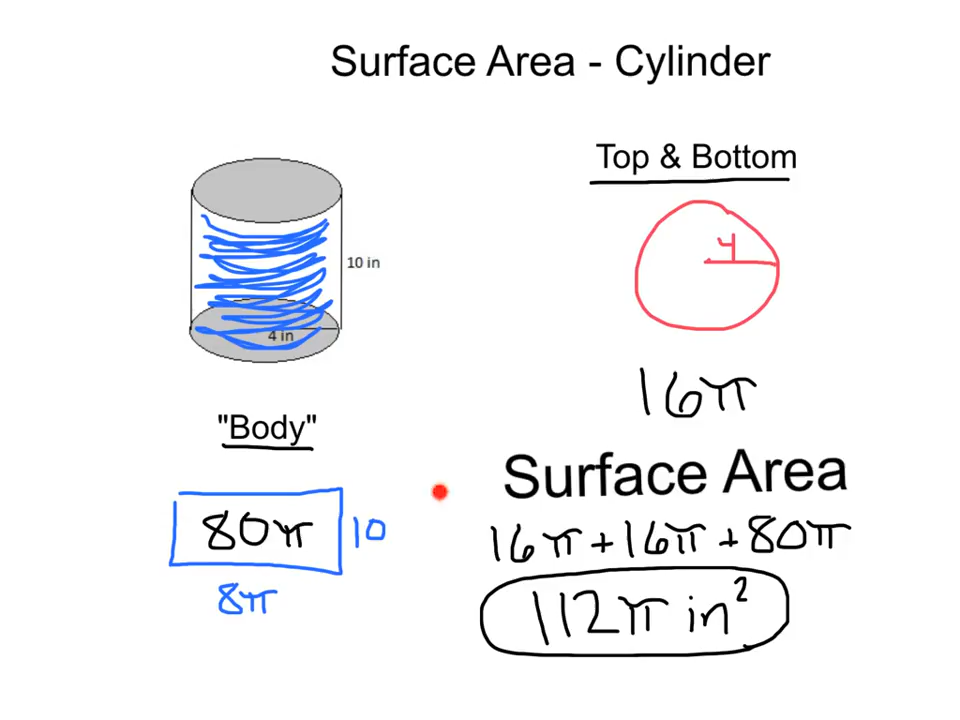 Surface Area - Cylinder
Top & Bottom
4
10 in
4 in
16π
"Body"
80π
10
8π
Surface Area
16π + 16π + 80π
112π in²